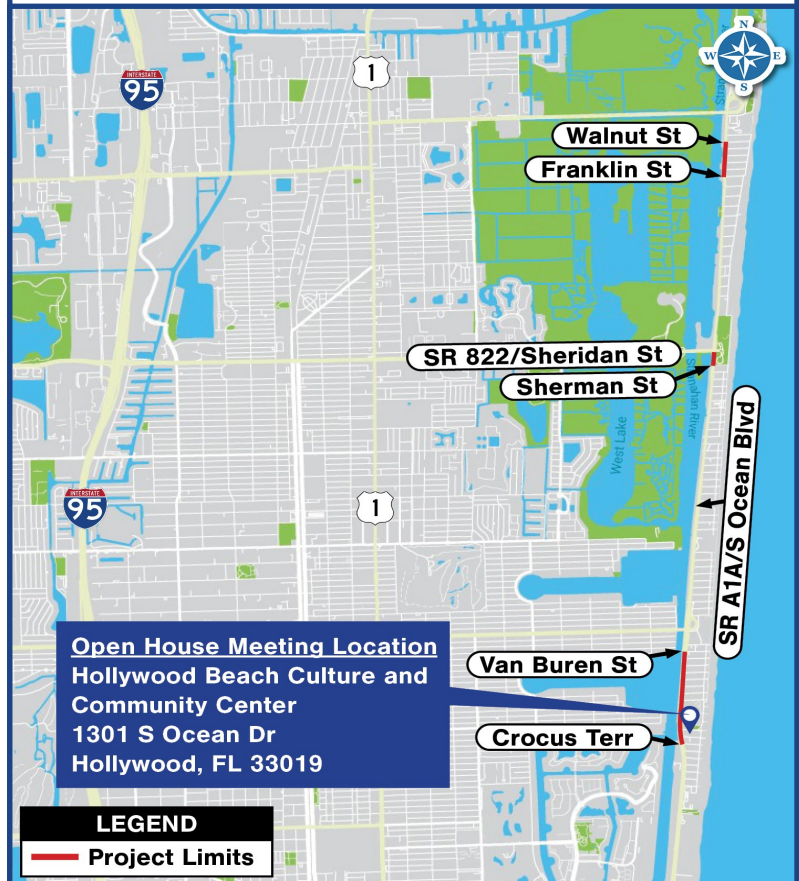 N
W E
S
INTERSTATE
95
1
Walnut St
Franklin St
SR 822/Sheridan St
Sherman St
West Lake
SR A1A/S Ocean Blvd
INTERSTATE
95
1
Open House Meeting Location
Hollywood Beach Culture and
Community Center
1301 S Ocean Dr
Hollywood, FL 33019
Van Buren St
Crocus Terr
LEGEND
Project Limits